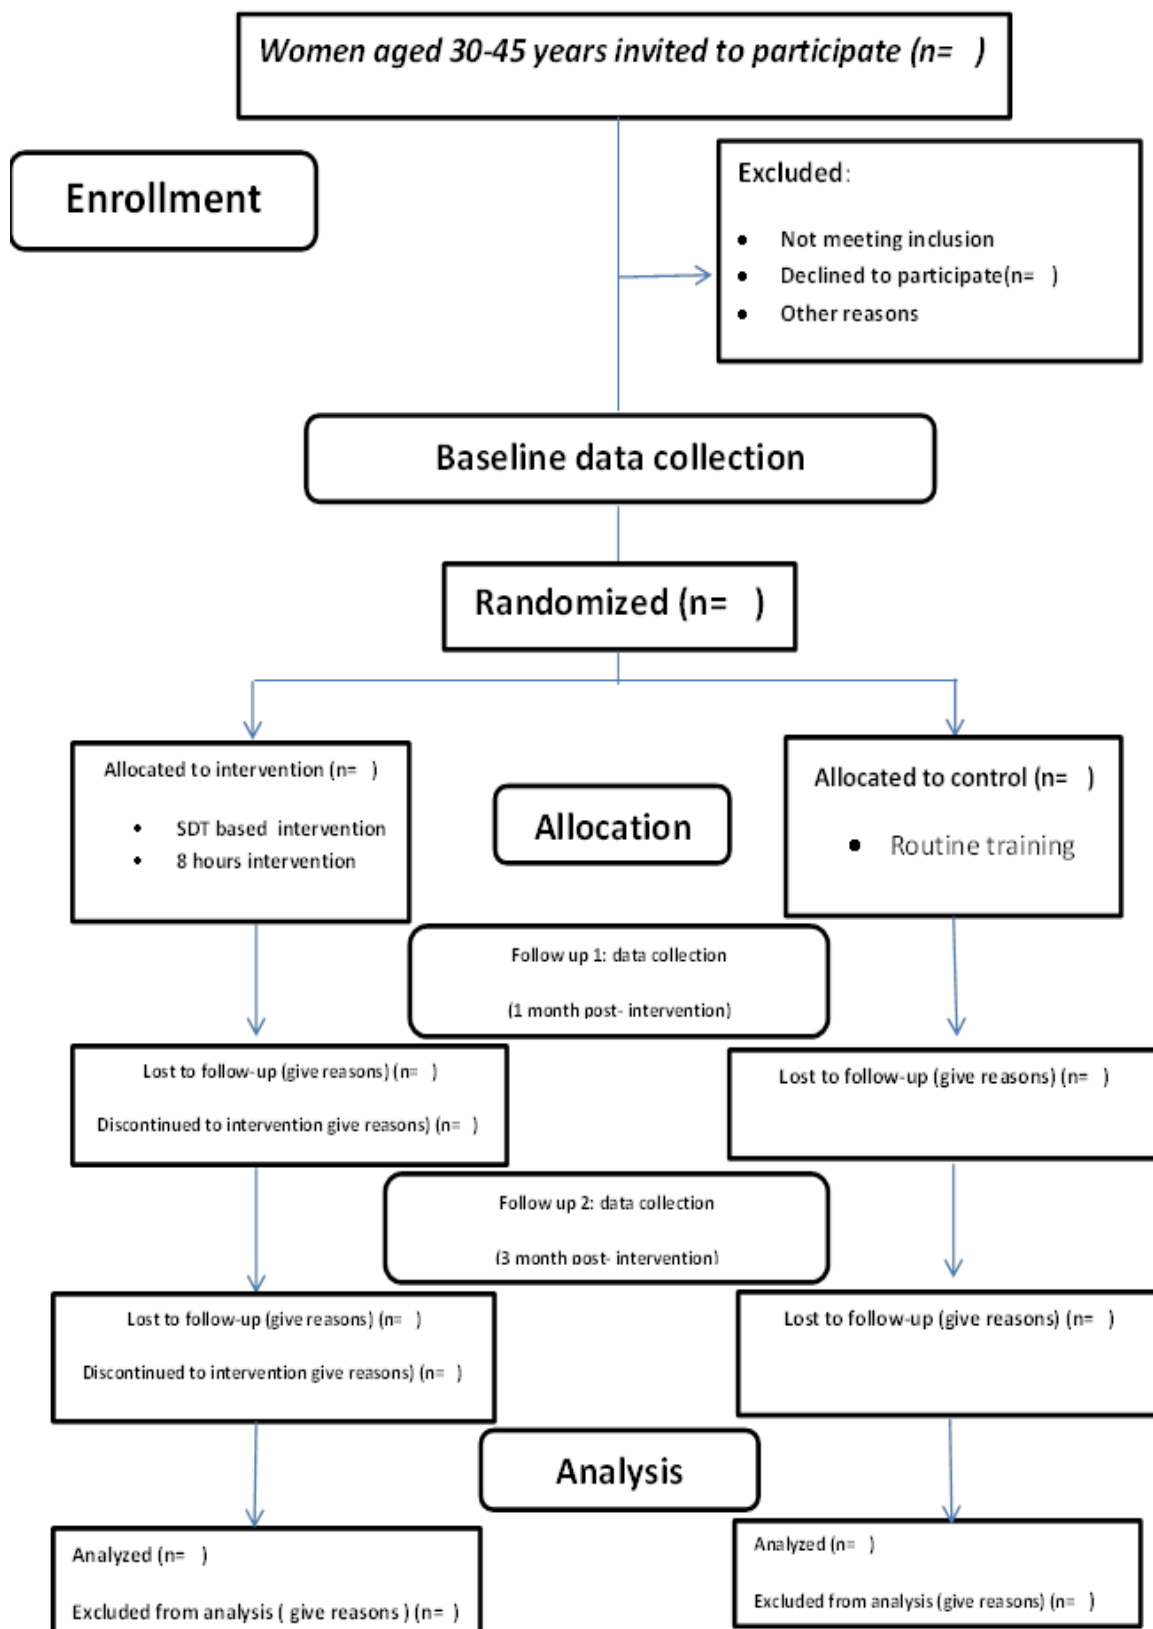 Women aged 30-45 years invited to participate (n=   )
Enrollment
Excluded:
• Not meeting inclusion
• Declined to participate(n=   )
• Other reasons
Baseline data collection
Randomized (n=   )
Allocated to intervention (n=   )
• SDT based  intervention
• 8 hours intervention
Allocation
Allocated to control (n=   )
• Routine training
Follow up 1: data collection
(1 month post- intervention)
Lost to follow-up (give reasons) (n=   )
Discontinued to intervention give reasons) (n=   )
Lost to follow-up (give reasons) (n=   )
Follow up 2: data collection
(3 month post- intervention)
Lost to follow-up (give reasons) (n=   )
Discontinued to intervention give reasons) (n=   )
Lost to follow-up (give reasons) (n=   )
Analysis
Analyzed (n=   )
Excluded from analysis ( give reasons ) (n=   )
Analyzed (n=   )
Excluded from analysis (give reasons) (n=   )